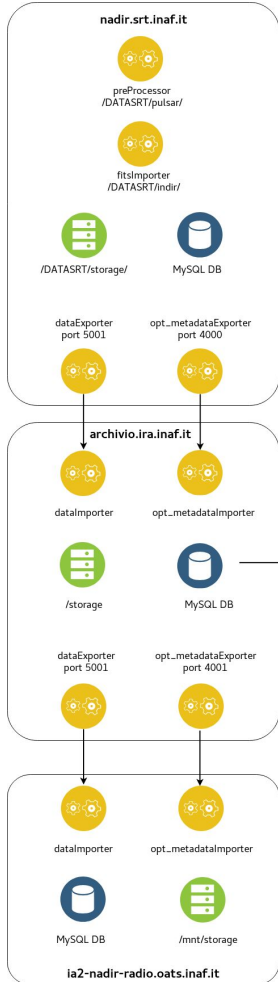 nadir.srt.inaf.it
preProcessor
/DATASRT/pulsar/
fitsImporter
/DATASRT/indir/
/DATASRT/storage/
MySQL DB
dataExporter
port 5001
opt_metadataExporter
port 4000
archivio.ira.inaf.it
dataImporter
opt_metadataImporter
/storage
MySQL DB
dataExporter
port 5001
opt_metadataExporter
port 4001
dataImporter
opt_metadataImporter
MySQL DB
/mnt/storage
ia2-nadir-radio.oats.inaf.it